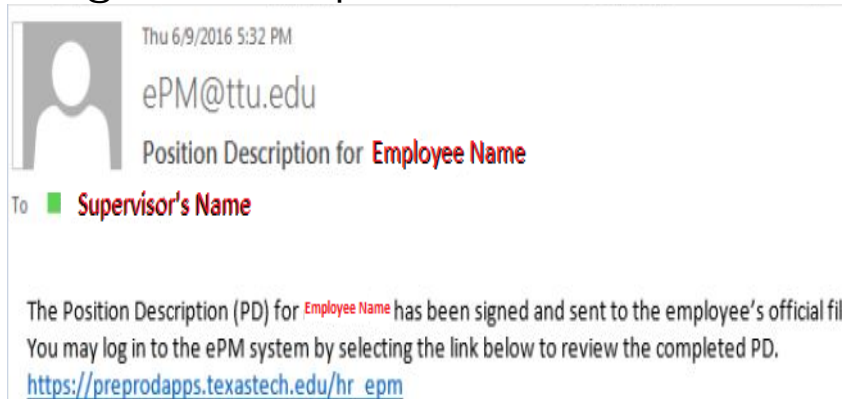 Thu 6/9/2016 5:32 PM
ePM@ttu.edu
Position Description for Employee Name
To Supervisor's Name
The Position Description (PD) for Employee Name has been signed and sent to the employee's official
You may log in to the ePM system by selecting the link below to review the completed PD.
https://preprodapps.texastech.edu/hr_epm